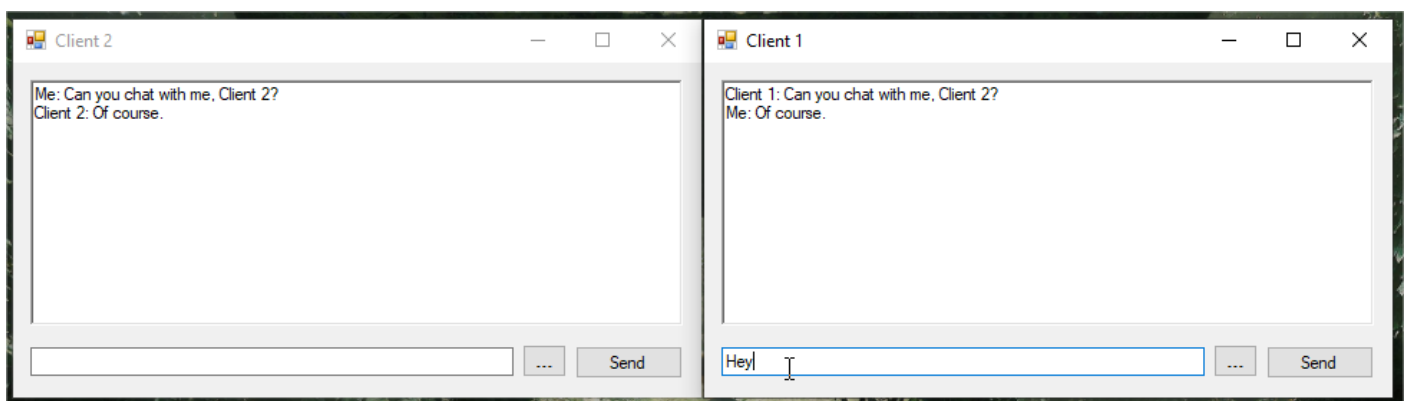 Client 2
Me: Can you chat with me, Client 2?
Client 2: Of course.
... Send
Client 1
Client 1: Can you chat with me, Client 2?
Me: Of course.
Hey ... Send